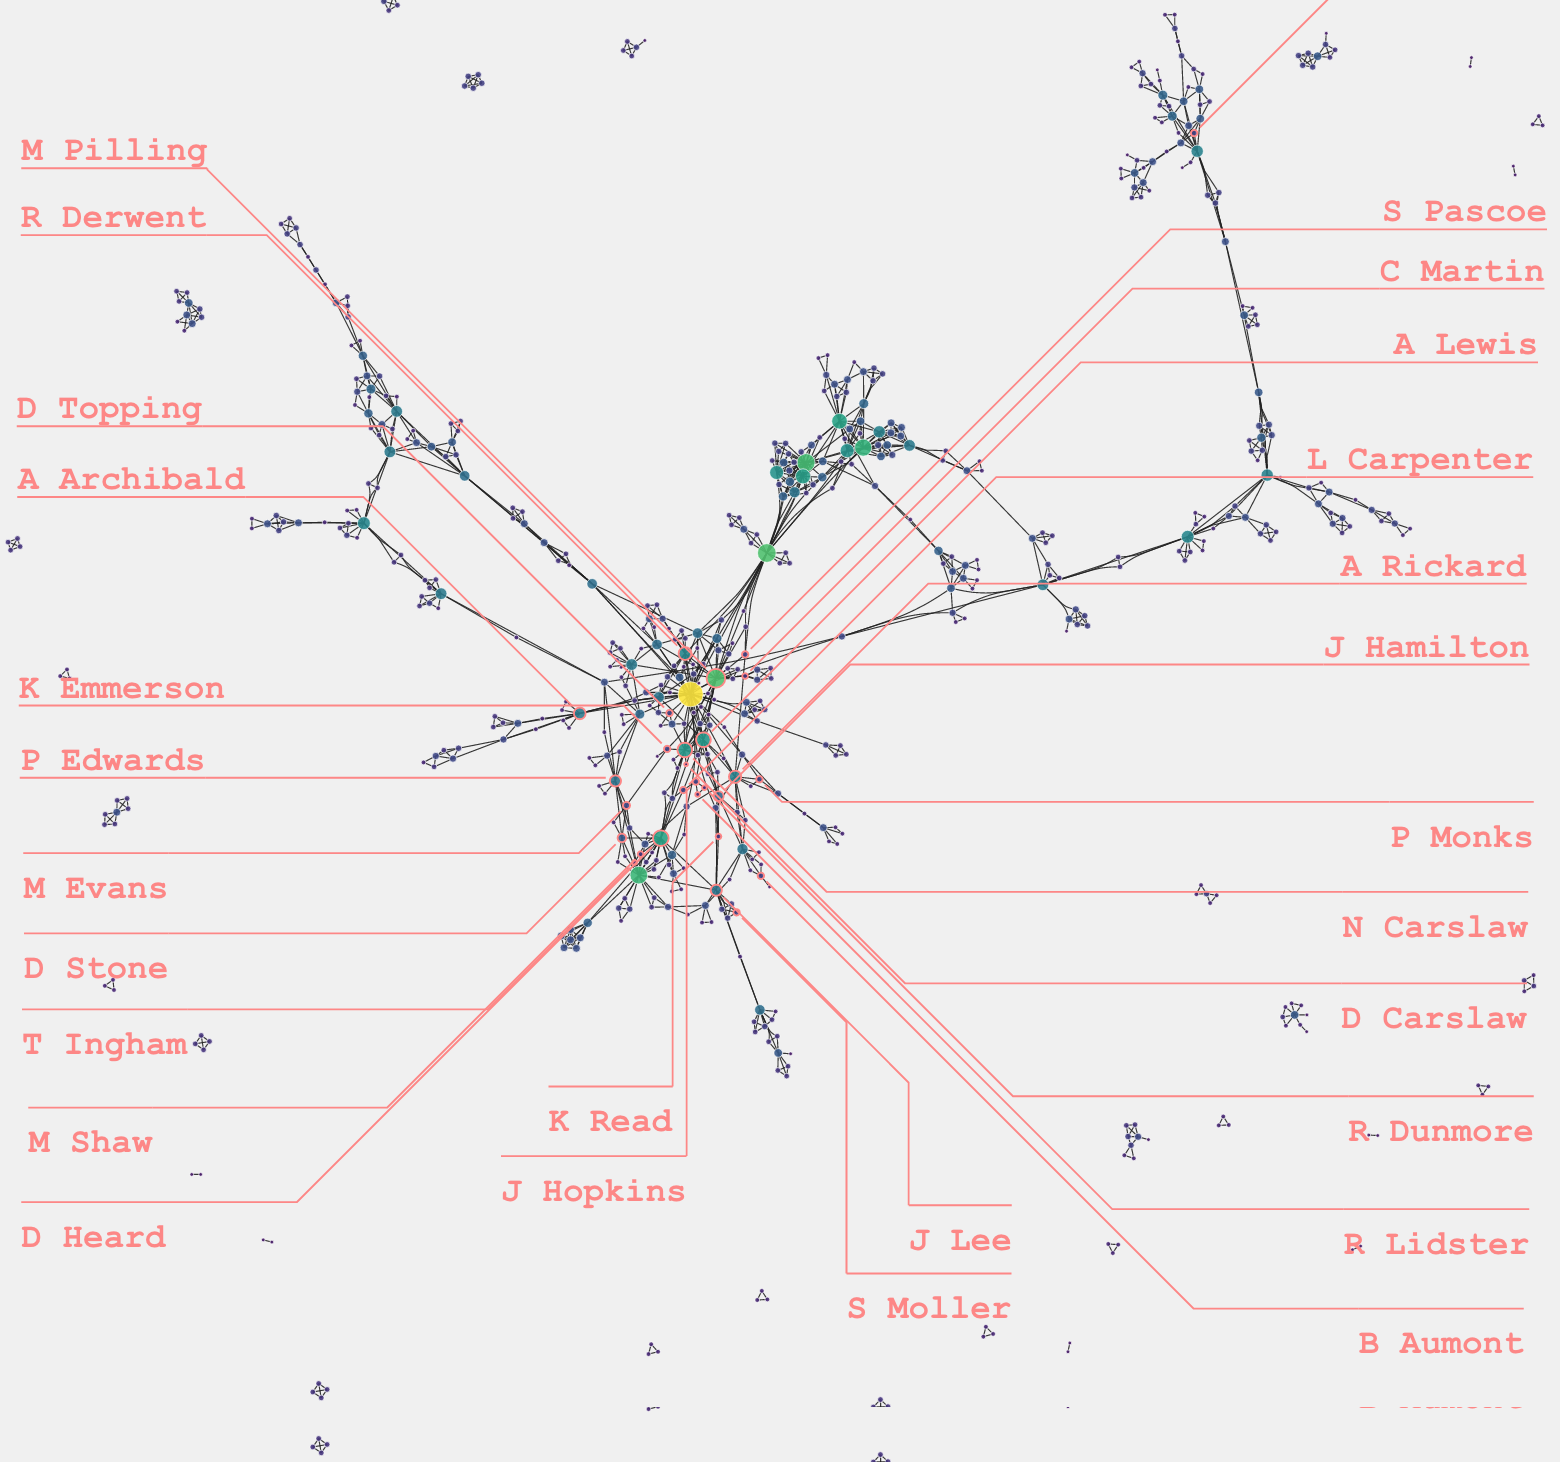 M Pilling
R Derwent
S Pascoe
C Martin
A Lewis
D Topping
A Archibald
L Carpenter
A Rickard
J Hamilton
K Emmerson
P Edwards
P Monks
M Evans
N Carslaw
D Stone
D Carslaw
T Ingham
K Read
R Dunmore
M Shaw
J Hopkins
D Heard
J Lee
R Lidster
S Moller
B Aumont